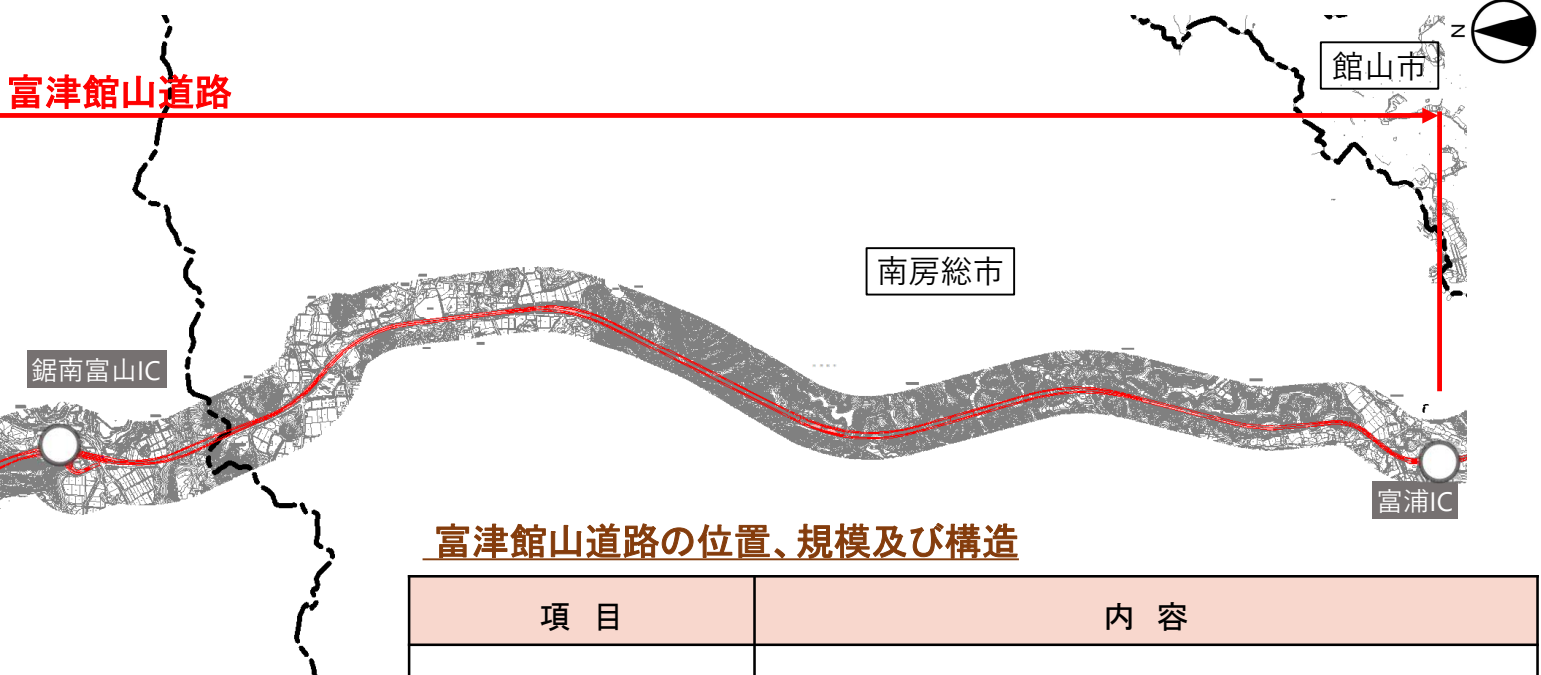 N
館山市
富津館山道路
南房総市
鋸南富山IC
富浦IC
富津館山道路の位置、規模及び構造
項 目
内 容